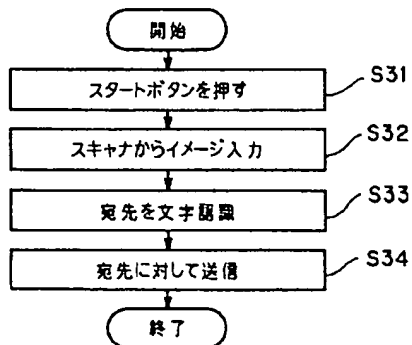 開始
スタートボタンを押す S31
スキャナからイメージ入力 S32
宛先を文字認識 S33
宛先に対して送信 S34
終了